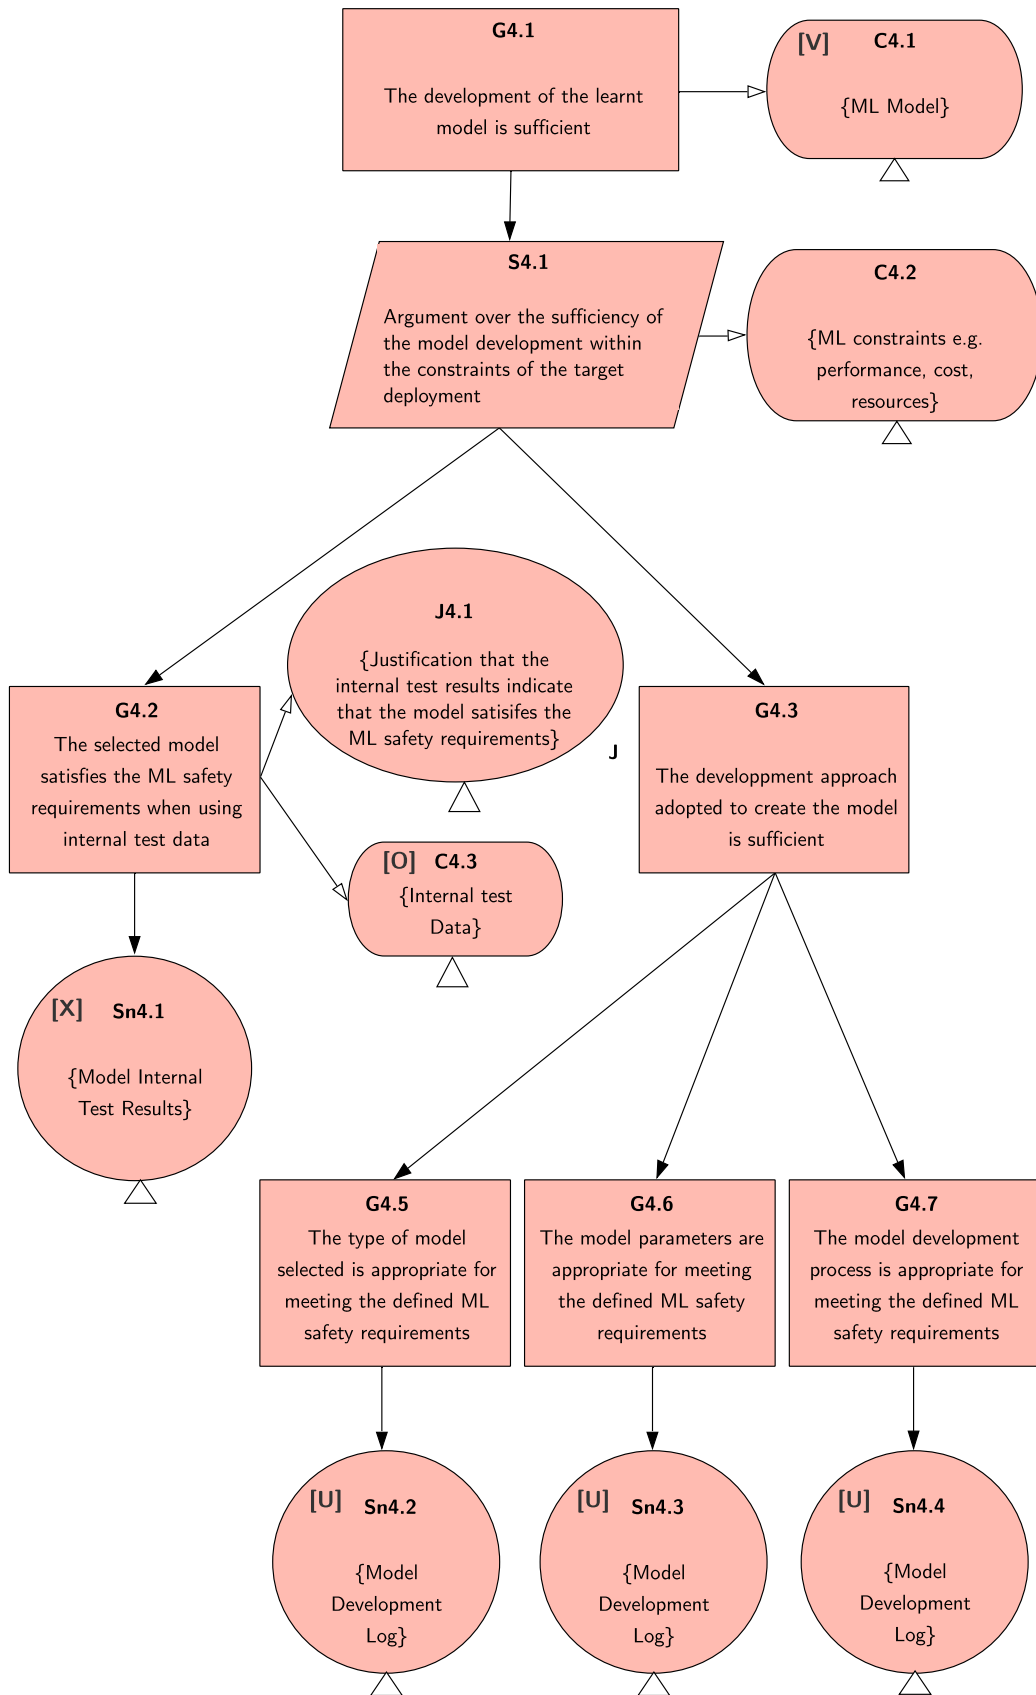 G4.1
The development of the learnt
model is sufficient
[V] C4.1
{ML Model}
S4.1
Argument over the sufficiency of
the model development within
the constraints of the target
deployment
C4.2
{ML constraints e.g.
performance, cost,
resources}
J4.1
{Justification that the
internal test results indicate
that the model satisifes the
ML safety requirements}
J
G4.2
The selected model
satisfies the ML safety
requirements when using
internal test data
G4.3
The developpment approach
adopted to create the model
is sufficient
[O] C4.3
{Internal test
Data}
[X] Sn4.1
{Model Internal
Test Results}
G4.5
The type of model
selected is appropriate for
meeting the defined ML
safety requirements
G4.6
The model parameters are
appropriate for meeting
the defined ML safety
requirements
G4.7
The model development
process is appropriate for
meeting the defined ML
safety requirements
[U] Sn4.2
{Model
Development
Log}
[U] Sn4.3
{Model
Development
Log}
[U] Sn4.4
{Model
Development
Log}